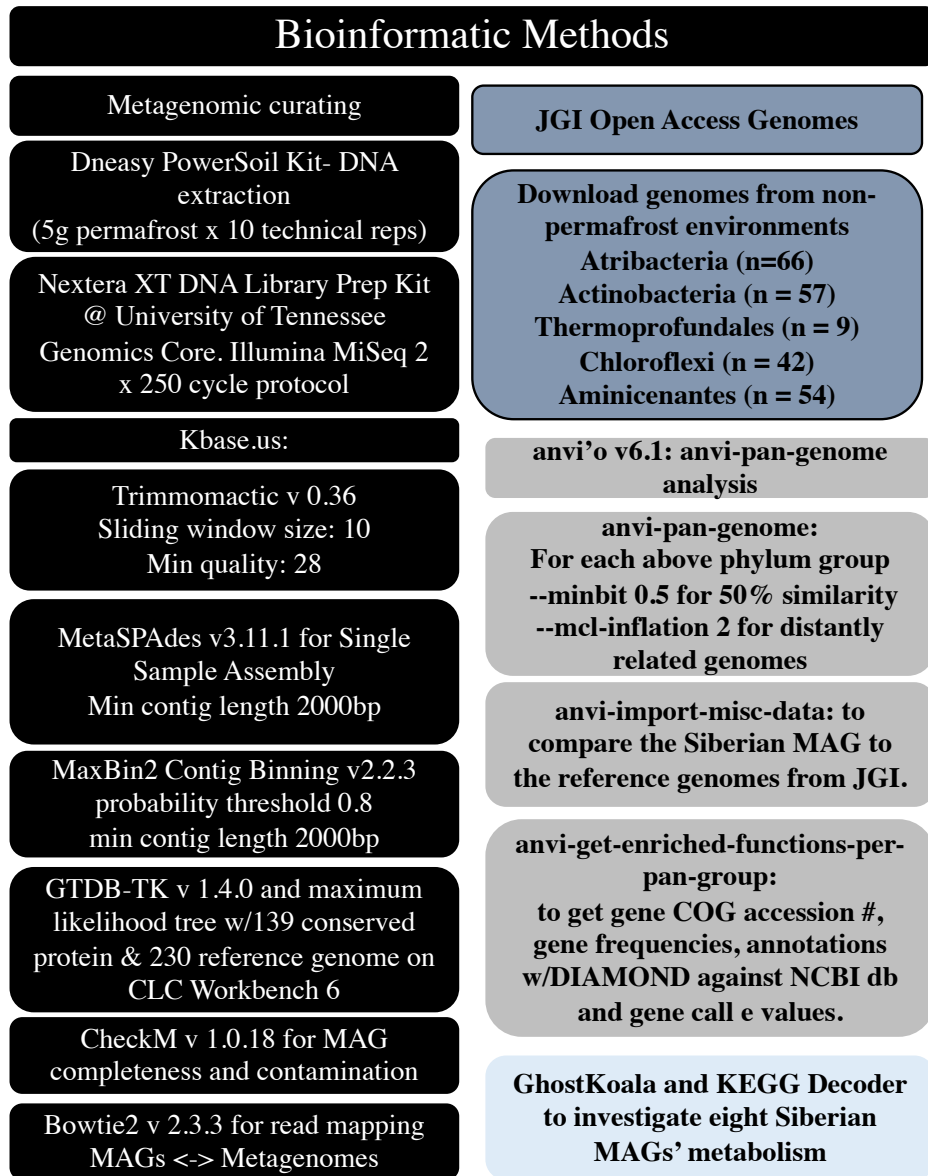 Bioinformatic Methods
Metagenomic curating
Dneasy PowerSoil Kit- DNA
extraction
(5g permafrost x 10 technical reps)
Nextera XT DNA Library Prep Kit
@ University of Tennessee
Genomics Core. Illumina MiSeq 2
x 250 cycle protocol
Kbase.us:
Trimmomactic v 0.36
Sliding window size: 10
Min quality: 28
MetaSPAdes v3.11.1 for Single
Sample Assembly
Min contig length 2000bp
MaxBin2 Contig Binning v2.2.3
probability threshold 0.8
min contig length 2000bp
GTDB-TK v 1.4.0 and maximum
likelihood tree w/139 conserved
protein & 230 reference genome on
CLC Workbench 6
CheckM v 1.0.18 for MAG
completeness and contamination
Bowtie2 v 2.3.3 for read mapping
MAGs <-> Metagenomes
JGI Open Access Genomes
Download genomes from non-
permafrost environments
Atribacteria (n=66)
Actinobacteria (n = 57)
Thermoprofundales (n = 9)
Chloroflexi (n = 42)
Aminicenantes (n = 54)
anvi’o v6.1: anvi-pan-genome
analysis
anvi-pan-genome:
For each above phylum group
--minbit 0.5 for 50% similarity
--mcl-inflation 2 for distantly
related genomes
anvi-import-misc-data: to
compare the Siberian MAG to
the reference genomes from JGI.
anvi-get-enriched-functions-per-
pan-group:
to get gene COG accession #,
gene frequencies, annotations
w/DIAMOND against NCBI db
and gene call e values.
GhostKoala and KEGG Decoder
to investigate eight Siberian
MAGs’ metabolism